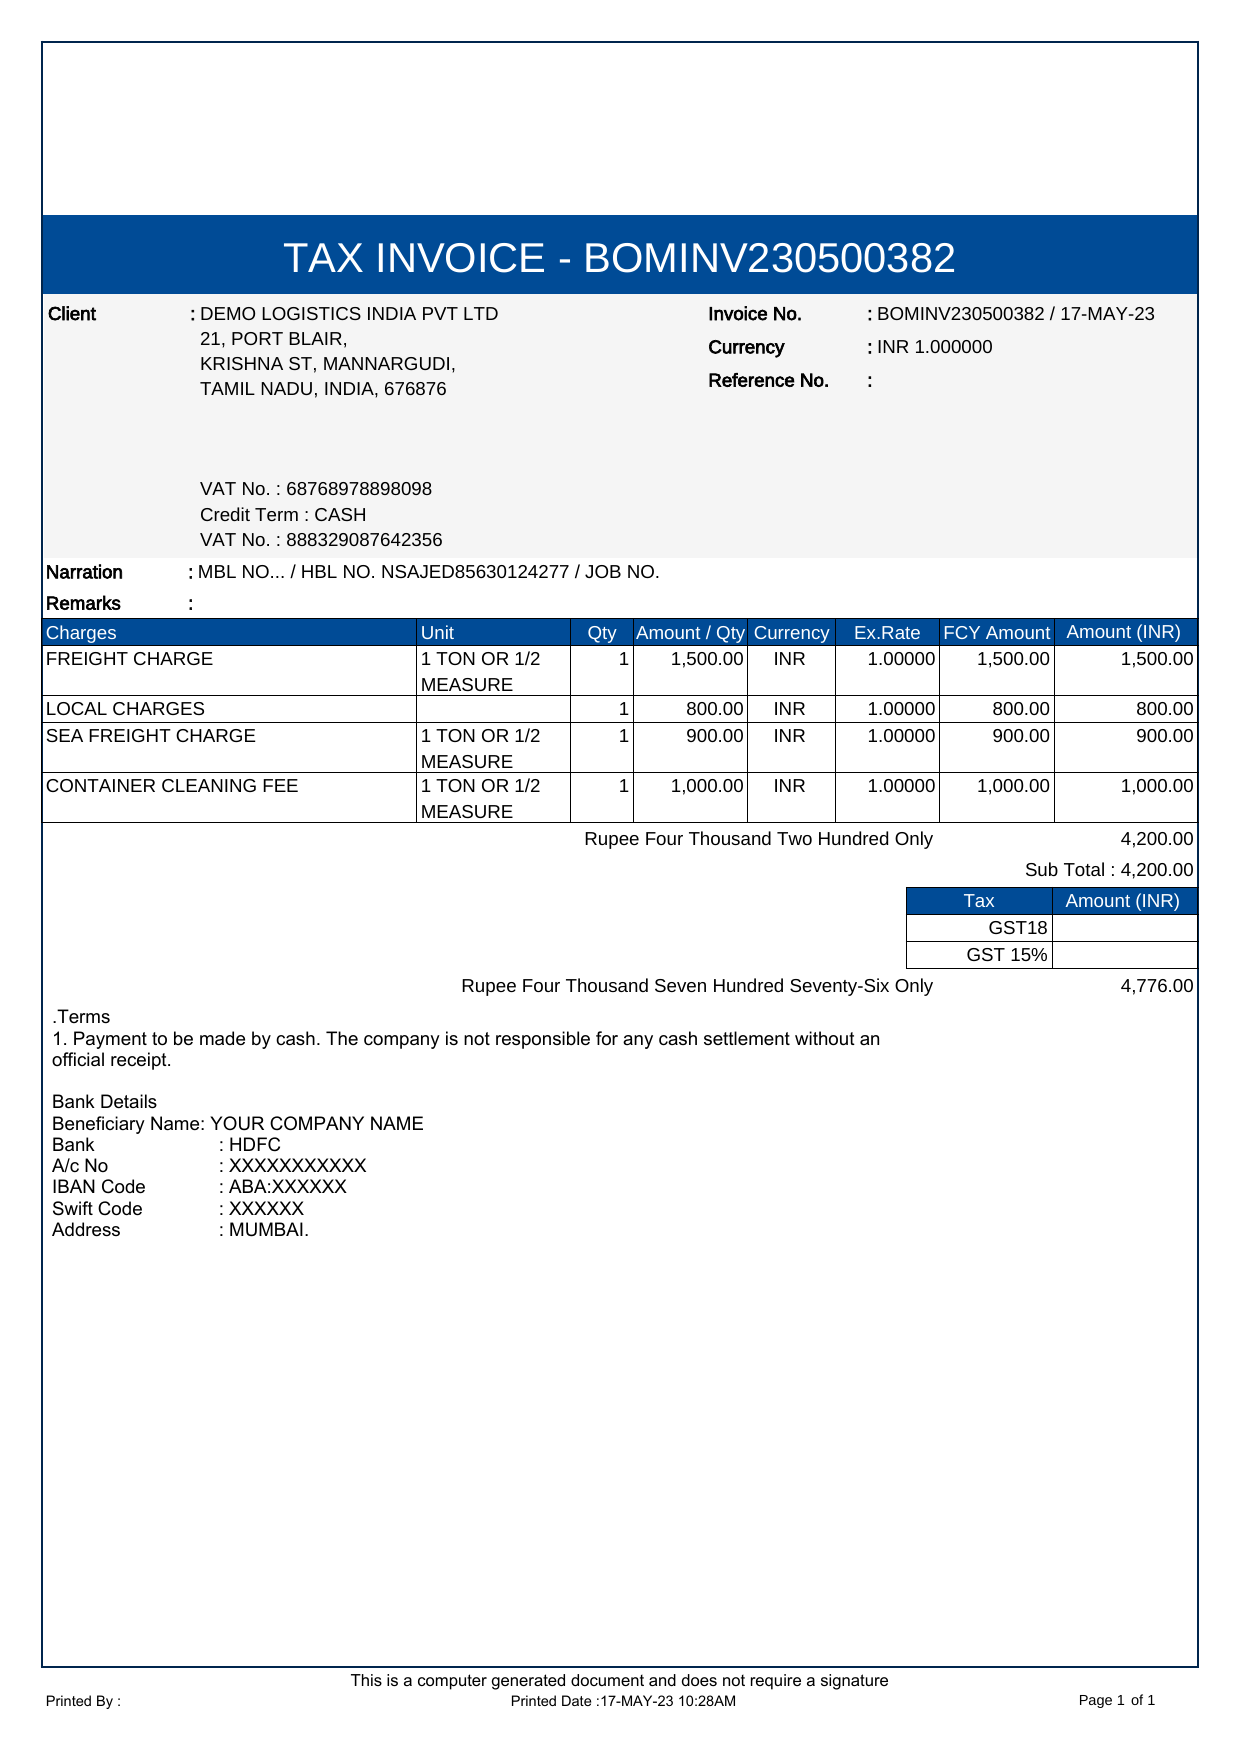 TAX INVOICE - BOMINV230500382
Client : DEMO LOGISTICS INDIA PVT LTD
21, PORT BLAIR,
KRISHNA ST, MANNARGUDI,
TAMIL NADU, INDIA, 676876
VAT No. : 68768978898098
Credit Term : CASH
VAT No. : 888329087642356
Invoice No. : BOMINV230500382 / 17-MAY-23
Currency : INR 1.000000
Reference No. :
Narration : MBL NO... / HBL NO. NSAJED85630124277 / JOB NO.
Remarks :
Charges Unit Qty Amount / Qty Currency Ex.Rate FCY Amount Amount (INR)
FREIGHT CHARGE 1 TON OR 1/2 1 1,500.00 INR 1.00000 1,500.00 1,500.00
MEASURE
LOCAL CHARGES 1 800.00 INR 1.00000 800.00 800.00
SEA FREIGHT CHARGE 1 TON OR 1/2 1 900.00 INR 1.00000 900.00 900.00
MEASURE
CONTAINER CLEANING FEE 1 TON OR 1/2 1 1,000.00 INR 1.00000 1,000.00 1,000.00
MEASURE
Rupee Four Thousand Two Hundred Only 4,200.00
Sub Total : 4,200.00
Tax Amount (INR)
GST18
GST 15%
Rupee Four Thousand Seven Hundred Seventy-Six Only 4,776.00
.Terms
1. Payment to be made by cash. The company is not responsible for any cash settlement without an
official receipt.
Bank Details
Beneficiary Name: YOUR COMPANY NAME
Bank : HDFC
A/c No : XXXXXXXXXXX
IBAN Code : ABA:XXXXXX
Swift Code : XXXXXX
Address : MUMBAI.
This is a computer generated document and does not require a signature
Printed By : Printed Date :17-MAY-23 10:28AM Page 1 of 1